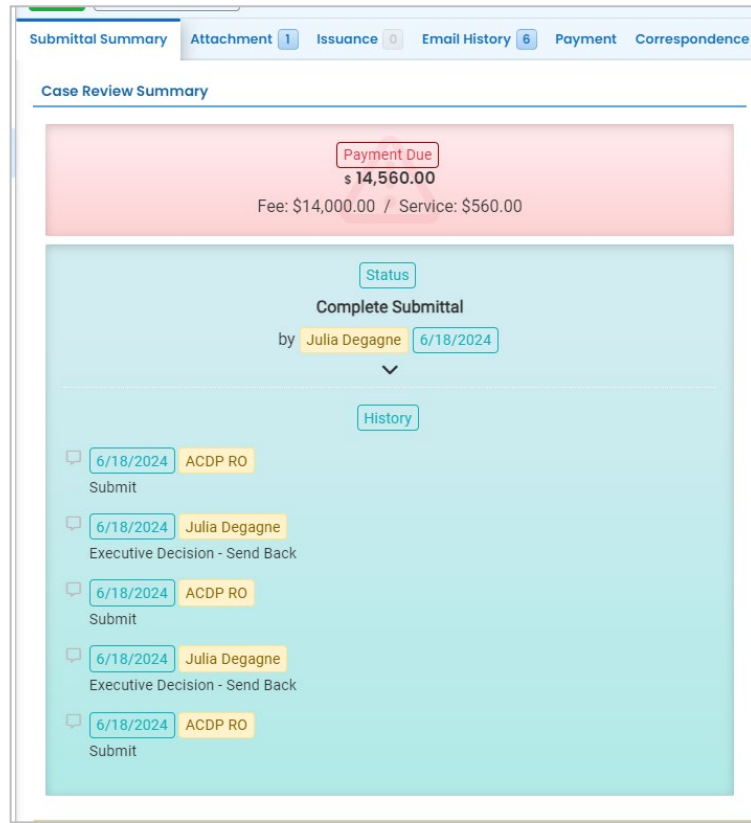 Submittal Summary Attachment 1 Issuance 0 Email History 6 Payment Correspondence
Case Review Summary
Payment Due
$ 14,560.00
Fee: $14,000.00 / Service: $560.00
Status
Complete Submittal
by Julia Degagne 6/18/2024
History
6/18/2024 ACDP RO
Submit
6/18/2024 Julia Degagne
Executive Decision - Send Back
6/18/2024 ACDP RO
Submit
6/18/2024 Julia Degagne
Executive Decision - Send Back
6/18/2024 ACDP RO
Submit